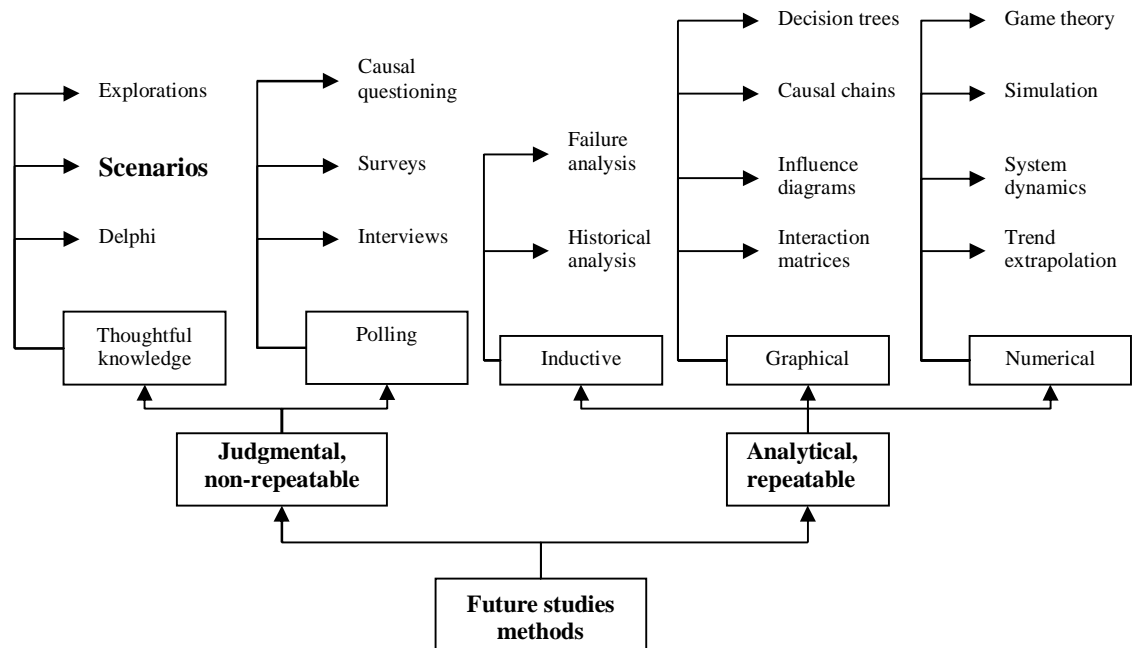 Decision trees
Game theory
Explorations
Causal
questioning
Causal chains
Simulation
Failure
analysis
Scenarios
Surveys
Influence
diagrams
System
dynamics
Delphi
Interviews
Historical
analysis
Interaction
matrices
Trend
extrapolation
Thoughtful
knowledge
Polling
Inductive
Graphical
Numerical
Judgmental,
non-repeatable
Analytical,
repeatable
Future studies
methods